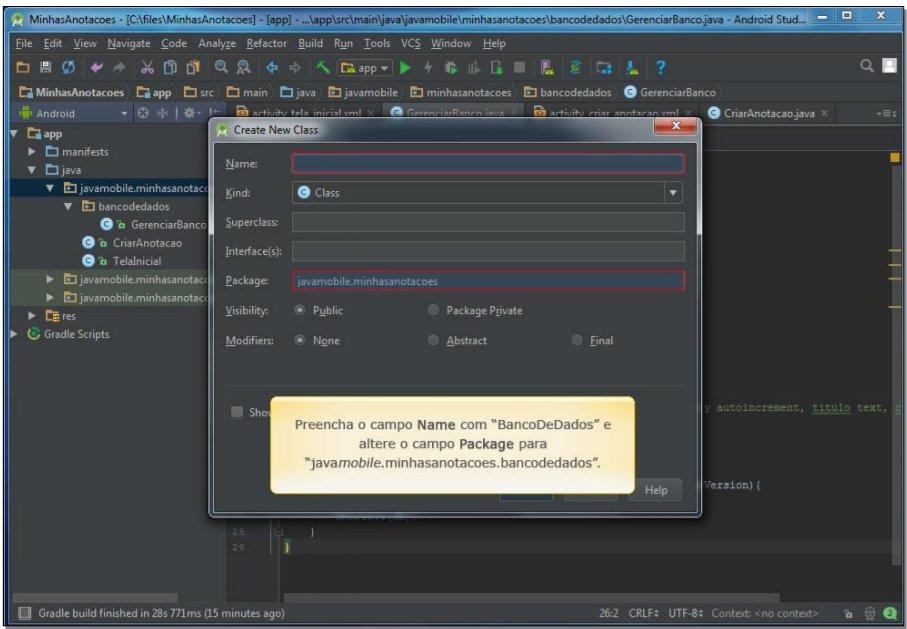 MinhasAnotacoes - [C:\files\MinhasAnotacoes] - [app] - ...\app\src\main\java\javamobile\minhasanotacoes\bancodedados\GerenciarBanco.java - Android Stud...
File Edit View Navigate Code Analyze Refactor Build Run Tools VCS Window Help
app
MinhasAnotacoes app src main java javamobile minhasanotacoes bancodedados GerenciarBanco
Android activity_tela_inicial.xml GerenciarBanco.java activity_criar_anotacao.xml CriarAnotacao.java
app
manifests
java
javamobile.minhasanotaco
bancodedados
GerenciarBanco
CriarAnotacao
TelaInicial
javamobile.minhasanotaco
javamobile.minhasanotaco
res
Gradle Scripts
Create New Class
Name:
Kind: Class
Superclass:
Interface(s):
Package: javamobile.minhasanotacoes
Visibility: Public Package Private
Modifiers: None Abstract Final
Show
Preencha o campo Name com “BancoDeDados” e
altere o campo Package para
“javamobile.minhasanotacoes.bancodedados”.
Help
y autoincrement, titulo text, c
Version){
25 }
26 }
Gradle build finished in 28s 771ms (15 minutes ago) 26:2 CRLF÷ UTF-8÷ Context: <no context> 2